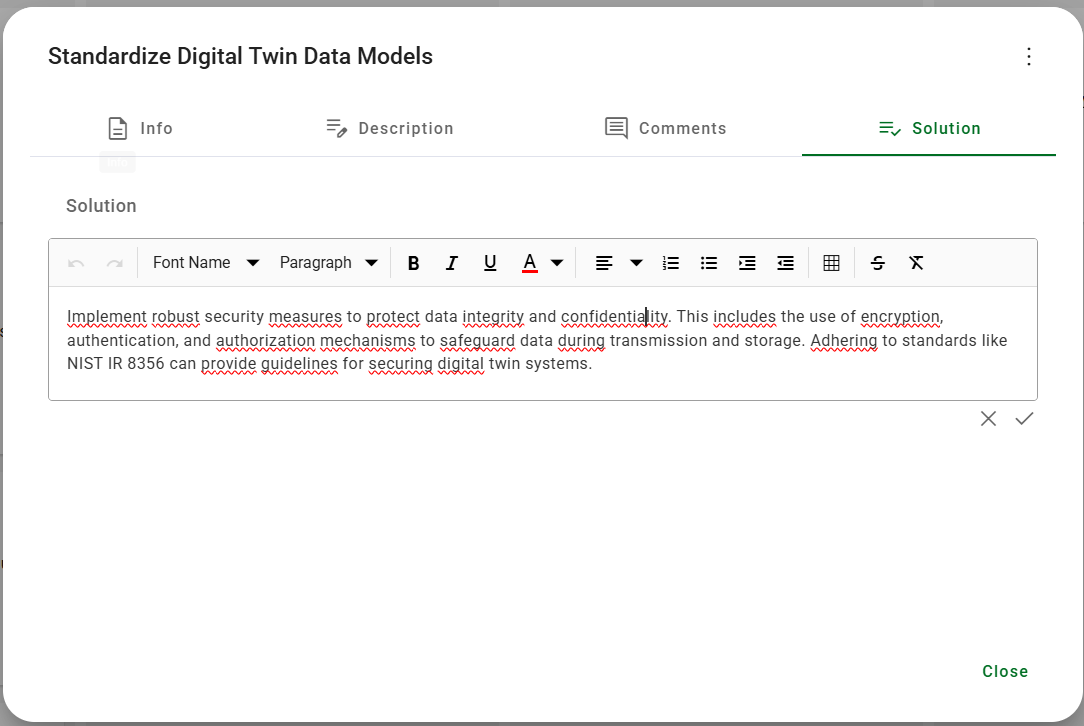 Standardize Digital Twin Data Models
Info
Description
Comments
Solution
Info
Solution
Font Name
Paragraph
B
I
U
A
S
Implement robust security measures to protect data integrity and confidentiality. This includes the use of encryption,
authentication, and authorization mechanisms to safeguard data during transmission and storage. Adhering to standards like
NIST IR 8356 can provide guidelines for securing digital twin systems.
Close